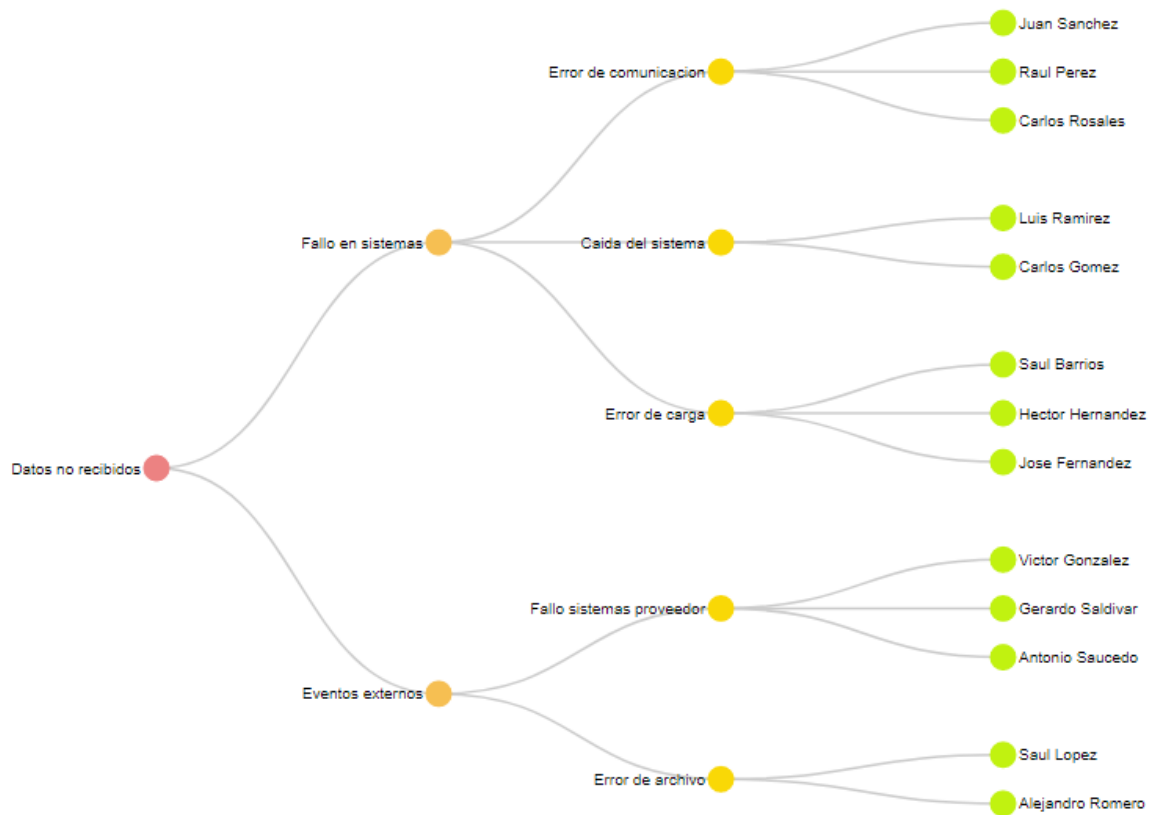 Juan Sanchez
Error de comunicacion
Raul Perez
Carlos Rosales
Luis Ramirez
Fallo en sistemas
Caida del sistema
Carlos Gomez
Saul Barrios
Error de carga
Hector Hernandez
Jose Fernandez
Datos no recibidos
Victor Gonzalez
Fallo sistemas proveedor
Gerardo Saldivar
Antonio Saucedo
Eventos externos
Saul Lopez
Error de archivo
Alejandro Romero